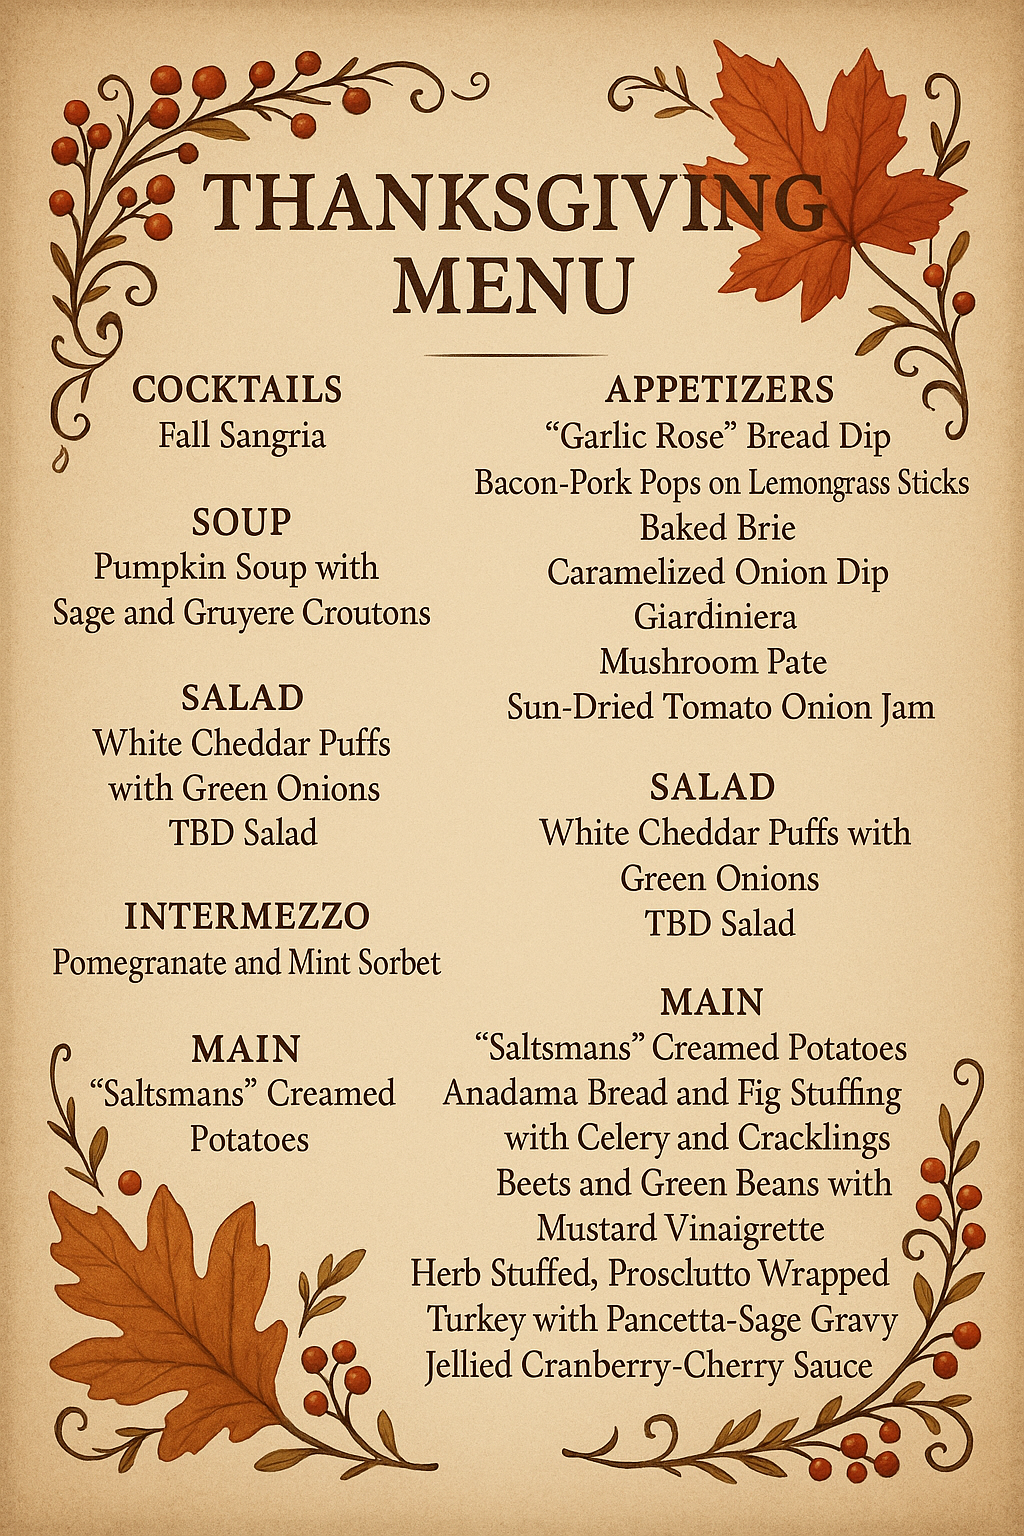 THANKSGIVING
MENU
COCKTAILS
Fall Sangria
SOUP
Pumpkin Soup with
Sage and Gruyere Croutons
SALAD
White Cheddar Puffs
with Green Onions
TBD Salad
INTERMEZZO
Pomegranate and Mint Sorbet
MAIN
“Saltsmans” Creamed
Potatoes
APPETIZERS
“Garlic Rose” Bread Dip
Bacon-Pork Pops on Lemongrass Sticks
Baked Brie
Caramelized Onion Dip
Giardiniera
Mushroom Pate
Sun-Dried Tomato Onion Jam
SALAD
White Cheddar Puffs with
Green Onions
TBD Salad
MAIN
“Saltsmans” Creamed Potatoes
Anadama Bread and Fig Stuffing
with Celery and Cracklings
Beets and Green Beans with
Mustard Vinaigrette
Herb Stuffed, Prosclutto Wrapped
Turkey with Pancetta-Sage Gravy
Jellied Cranberry-Cherry Sauce